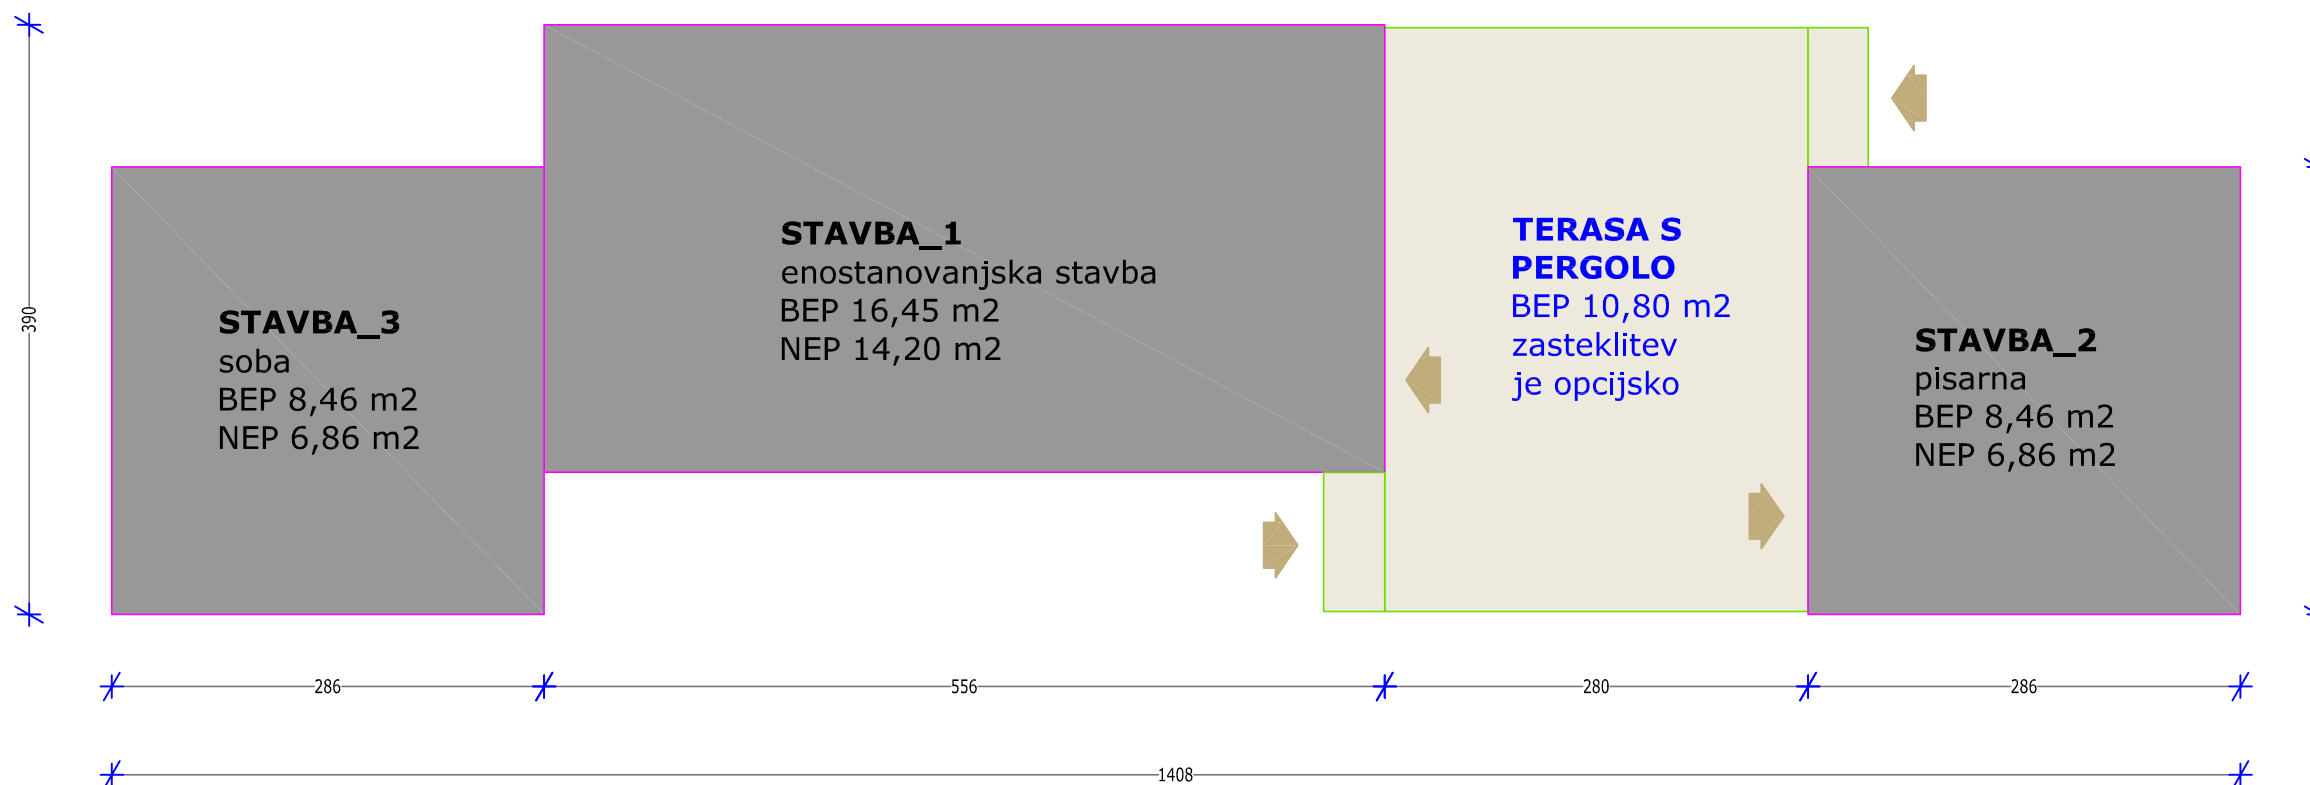 STAVBA_1
enostanovanjska stavba
BEP 16,45 m2
NEP 14,20 m2
TERASA S
PERGOLO
BEP 10,80 m2
zasteklitev
je opcijsko
STAVBA_3
soba
BEP 8,46 m2
NEP 6,86 m2
STAVBA_2
pisarna
BEP 8,46 m2
NEP 6,86 m2
390
286
556
280
286
1408